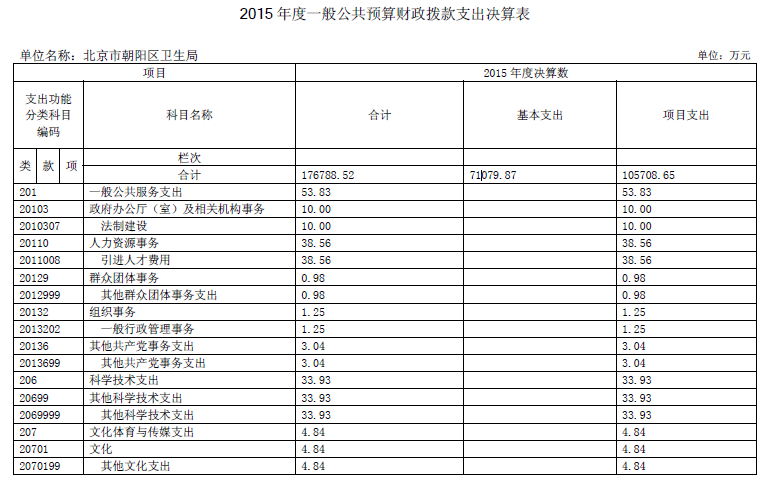 2015 年度一般公共预算财政拨款支出决算表
单位名称：北京市朝阳区卫生局 单位：万元
项目 2015 年度决算数
支出功能分类科目编码 科目名称 合计 基本支出 项目支出
类 款 项 栏次
合计 176788.52 71079.87 105708.65
201 一般公共服务支出 53.83 53.83
20103 政府办公厅（室）及相关机构事务 10.00 10.00
2010307 法制建设 10.00 10.00
20110 人力资源事务 38.56 38.56
2011008 引进人才费用 38.56 38.56
20129 群众团体事务 0.98 0.98
2012999 其他群众团体事务支出 0.98 0.98
20132 组织事务 1.25 1.25
2013202 一般行政管理事务 1.25 1.25
20136 其他共产党事务支出 3.04 3.04
2013699 其他共产党事务支出 3.04 3.04
206 科学技术支出 33.93 33.93
20699 其他科学技术支出 33.93 33.93
2069999 其他科学技术支出 33.93 33.93
207 文化体育与传媒支出 4.84 4.84
20701 文化 4.84 4.84
2070199 其他文化支出 4.84 4.84